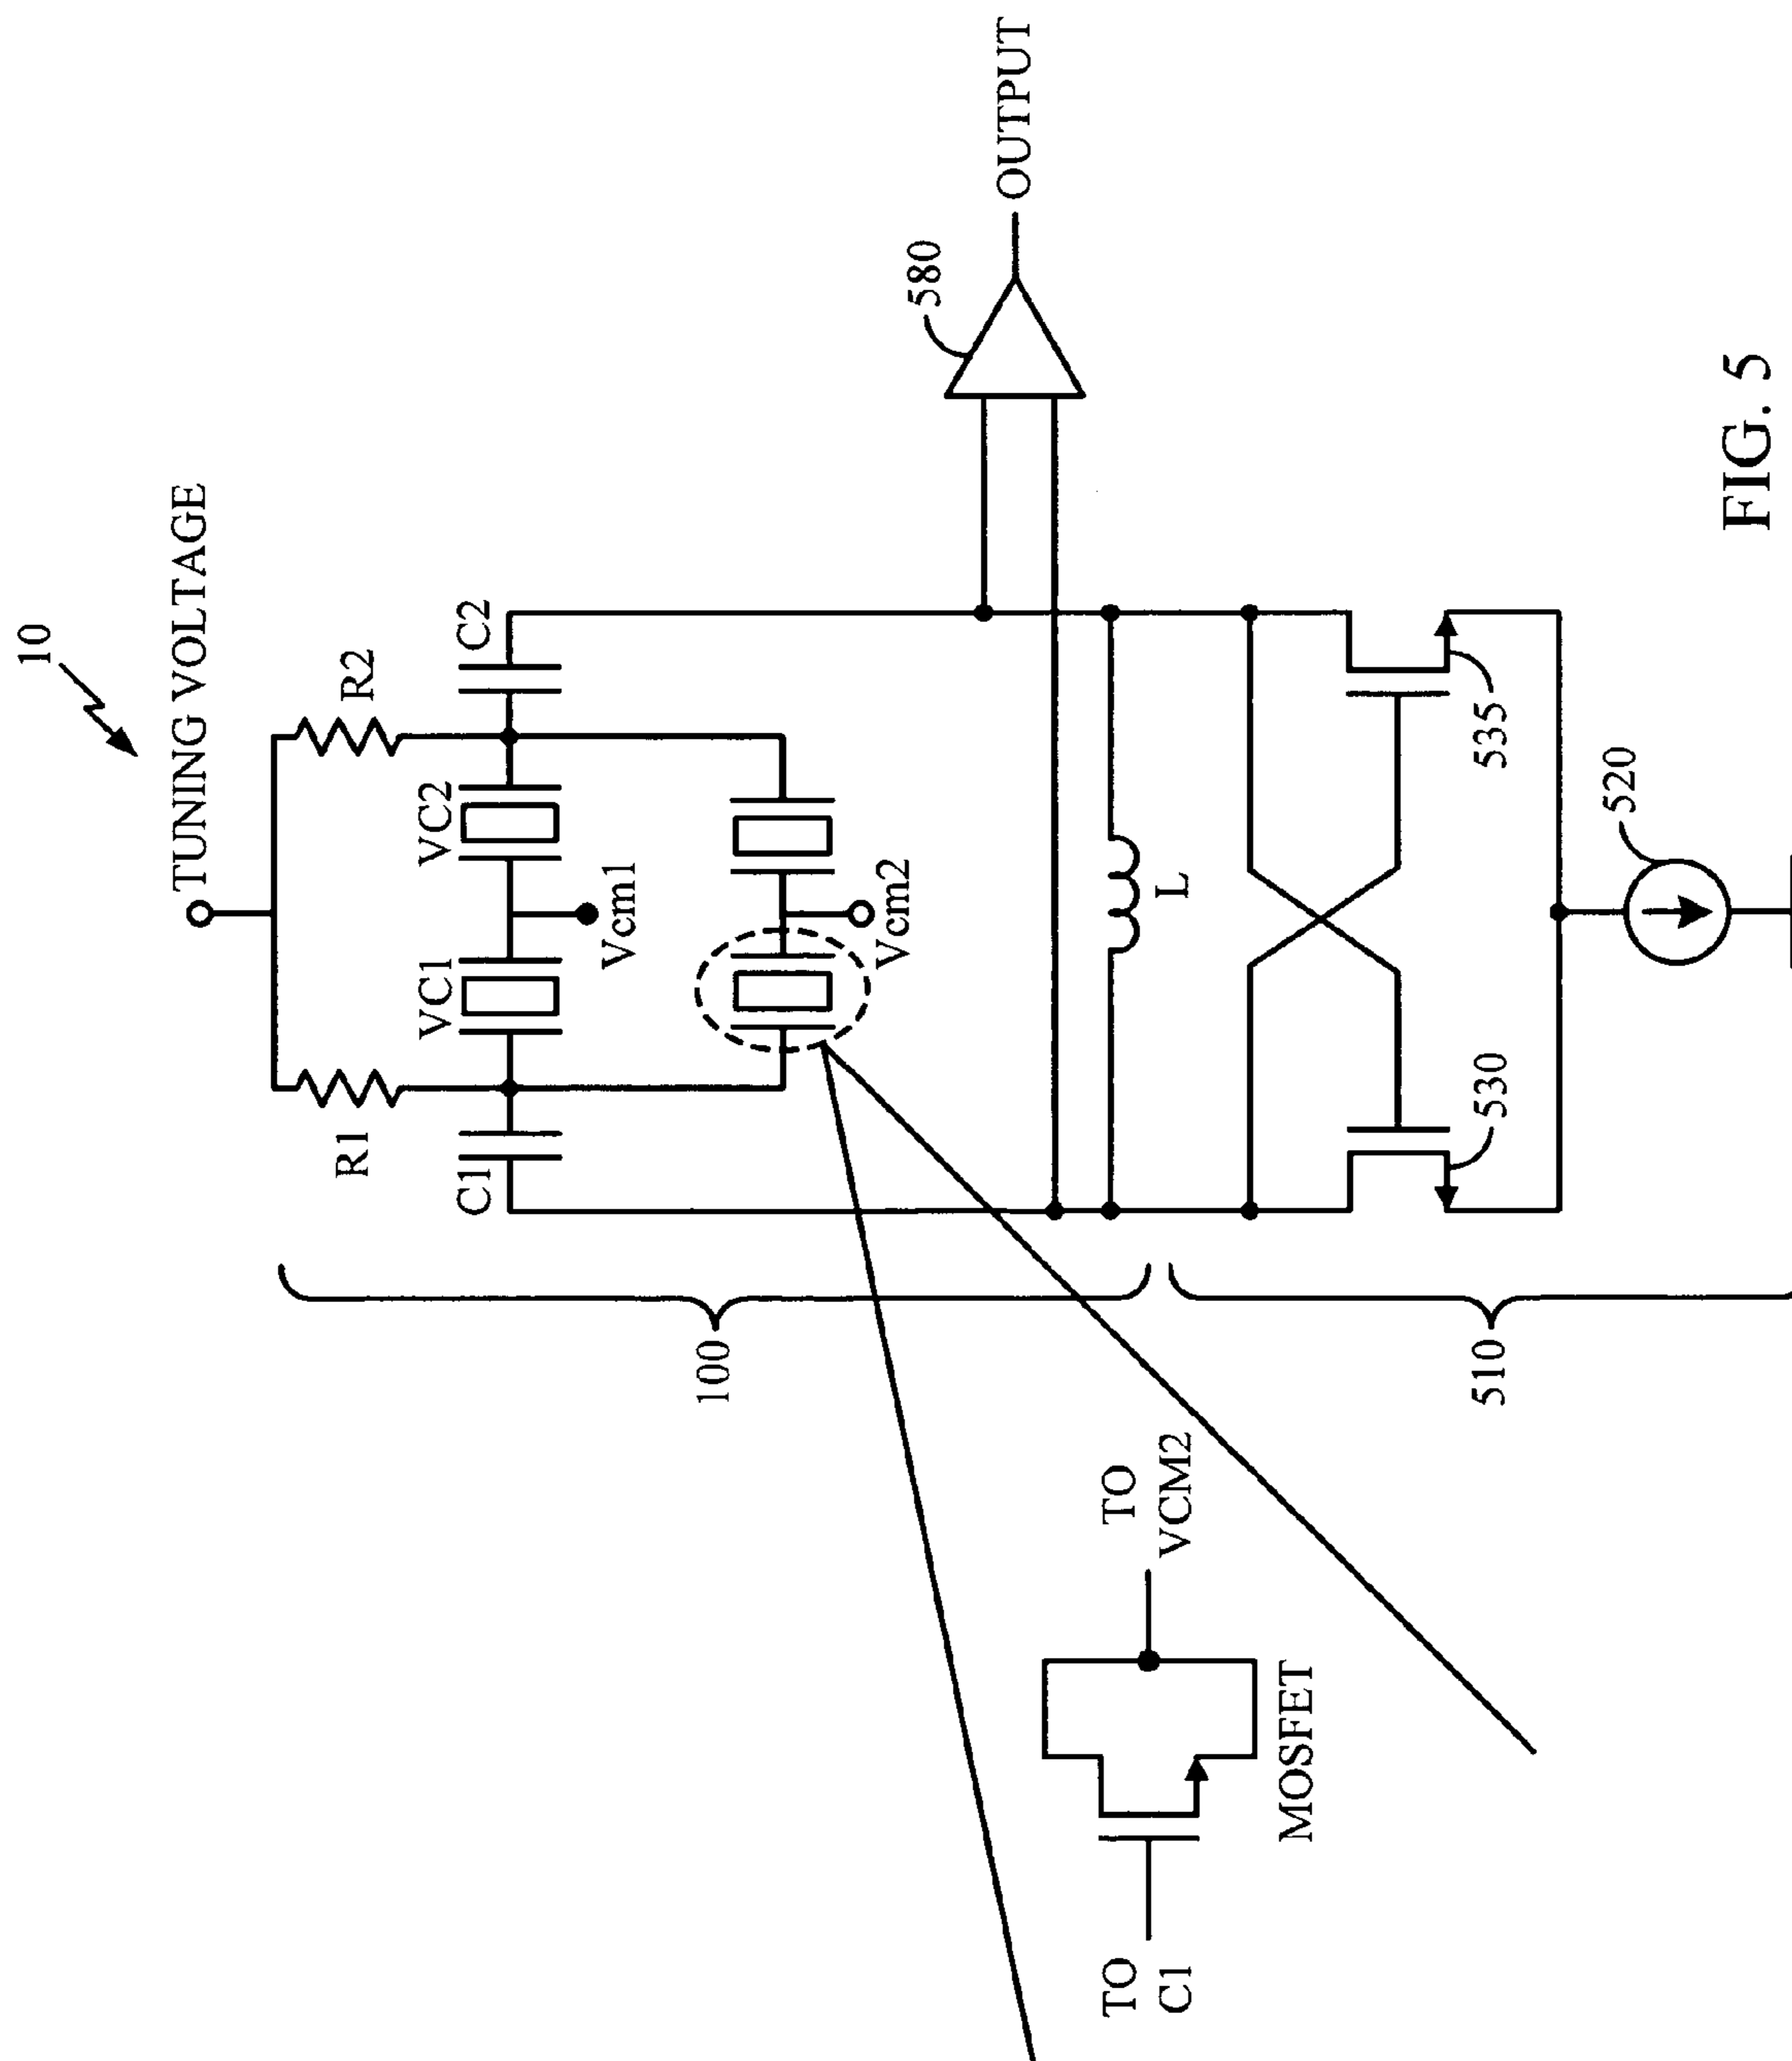 10
TUNING VOLTAGE
R1
R2
C1
VC1
VC2
C2
Vcm1
Vcm2
100
580
OUTPUT
L
TO
C1
TO
VCM2
MOSFET
510
530
535
520
FIG. 5